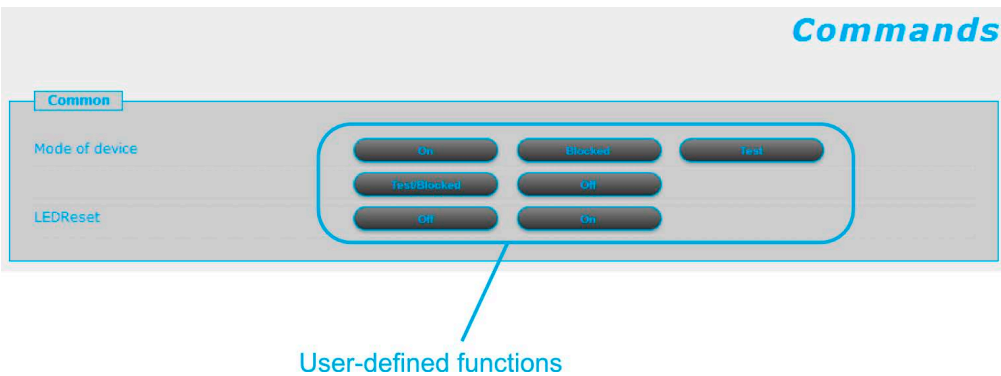 Commands
Common
Mode of device On Blocked Test
Test/Blocked Off
LEDReset Off On
User-defined functions